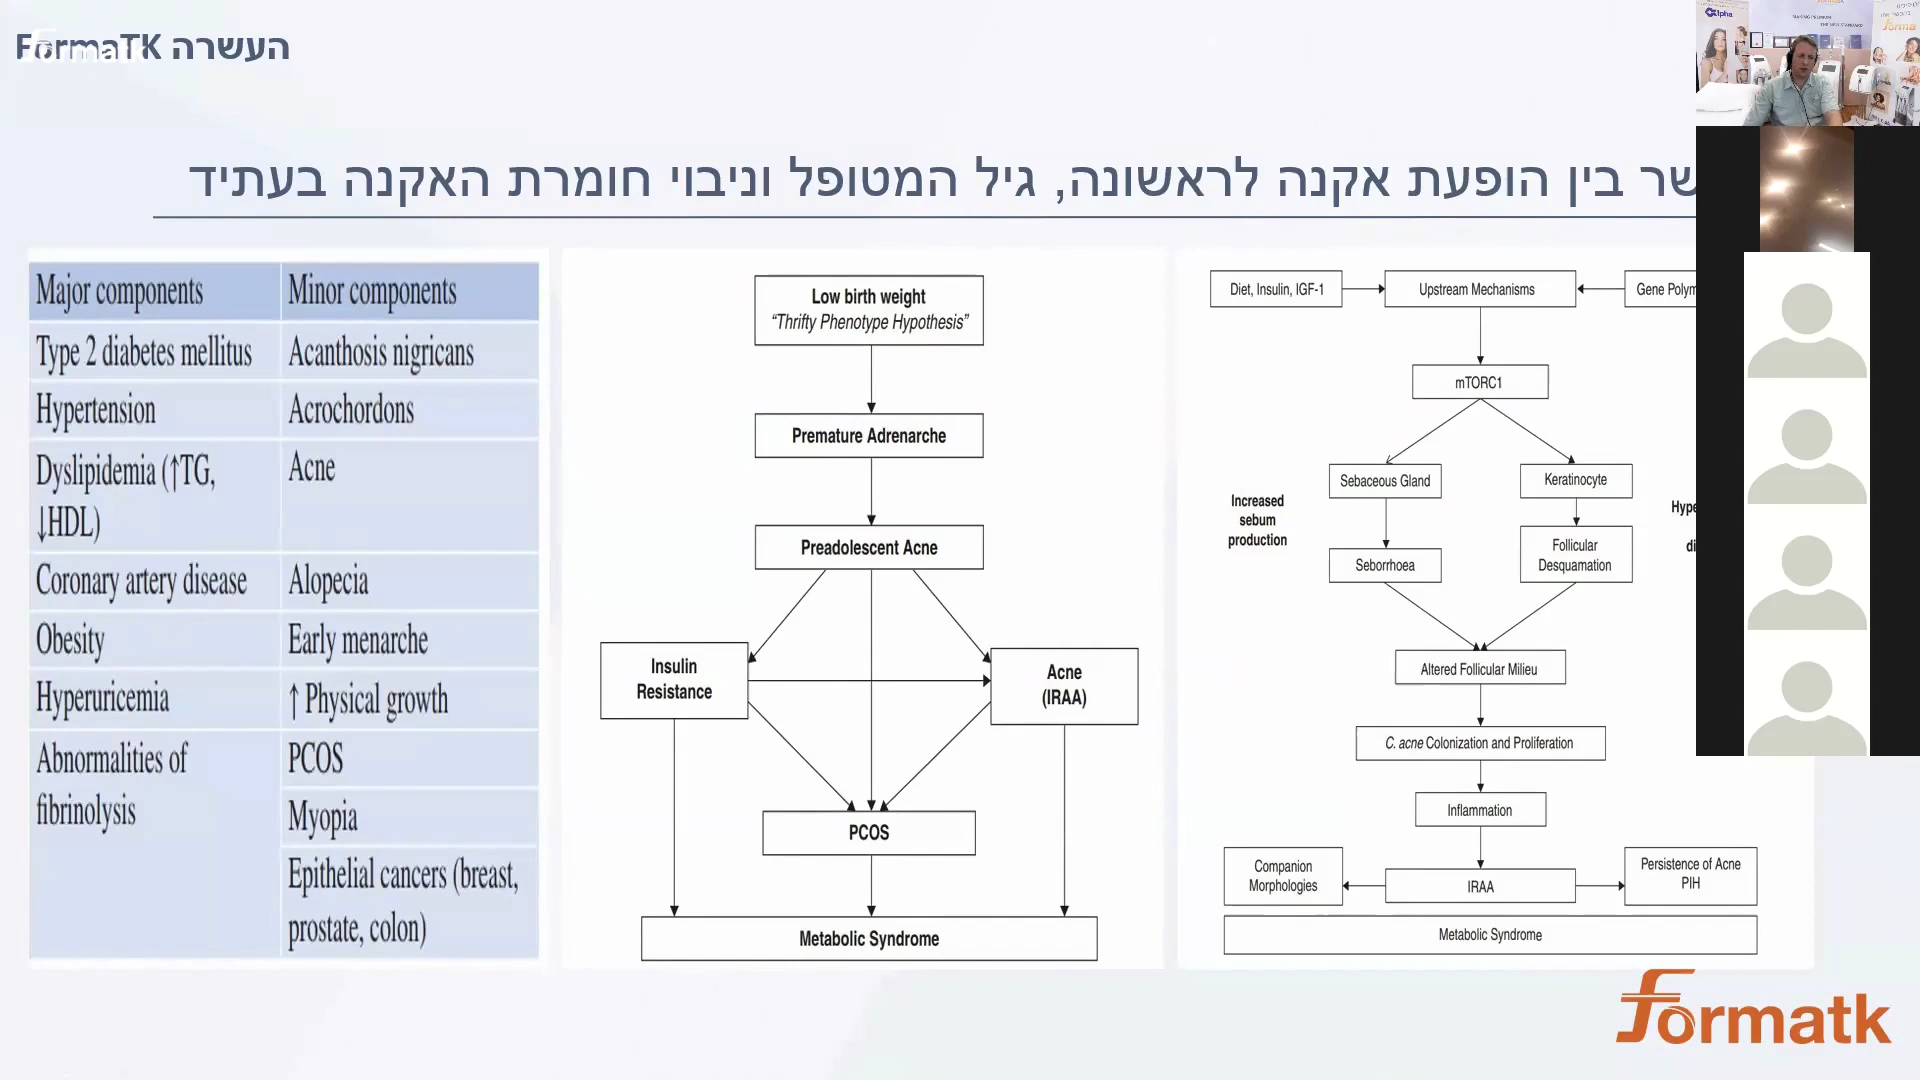 FormaTK העשרה
שר בין הופעת אקנה לראשונה, גיל המטופל וניבוי חומרת האקנה בעתיד
Major components
Minor components
Type 2 diabetes mellitus
Acanthosis nigricans
Hypertension
Acrochordons
Dyslipidemia (↑TG,
↓HDL)
Acne
Coronary artery disease
Alopecia
Obesity
Early menarche
Hyperuricemia
↑ Physical growth
Abnormalities of
fibrinolysis
PCOS
Myopia
Epithelial cancers (breast,
prostate, colon)
Low birth weight
“Thrifty Phenotype Hypothesis”
Premature Adrenarche
Preadolescent Acne
Insulin
Resistance
Acne
(IRAA)
PCOS
Metabolic Syndrome
Diet, Insulin, IGF-1
Upstream Mechanisms
Gene Polym
mTORC1
Sebaceous Gland
Keratinocyte
Increased
sebum
production
Hype
di
Seborrhoea
Follicular
Desquamation
Altered Follicular Milieu
C. acne Colonization and Proliferation
Inflammation
Companion
Morphologies
IRAA
Persistence of Acne
PIH
Metabolic Syndrome
formatk